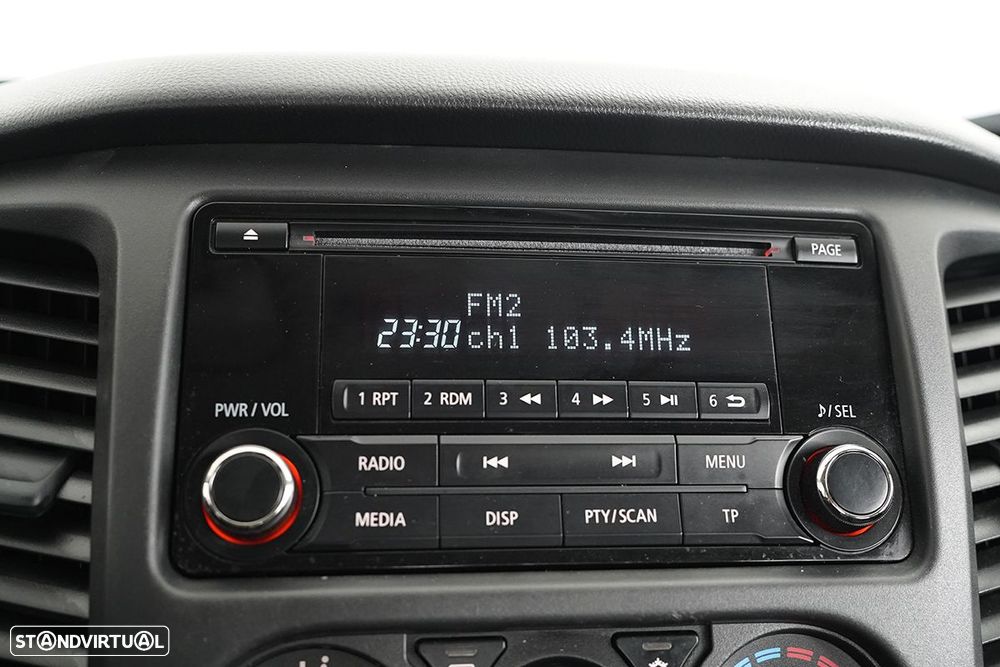 PAGE
FM2
23:30 ch1 103.4MHz
1 RPT 2 RDM 3 4 5 6
PWR / VOL
/SEL
RADIO MENU
MEDIA DISP PTY/SCAN TP
STANDVIRTUAL